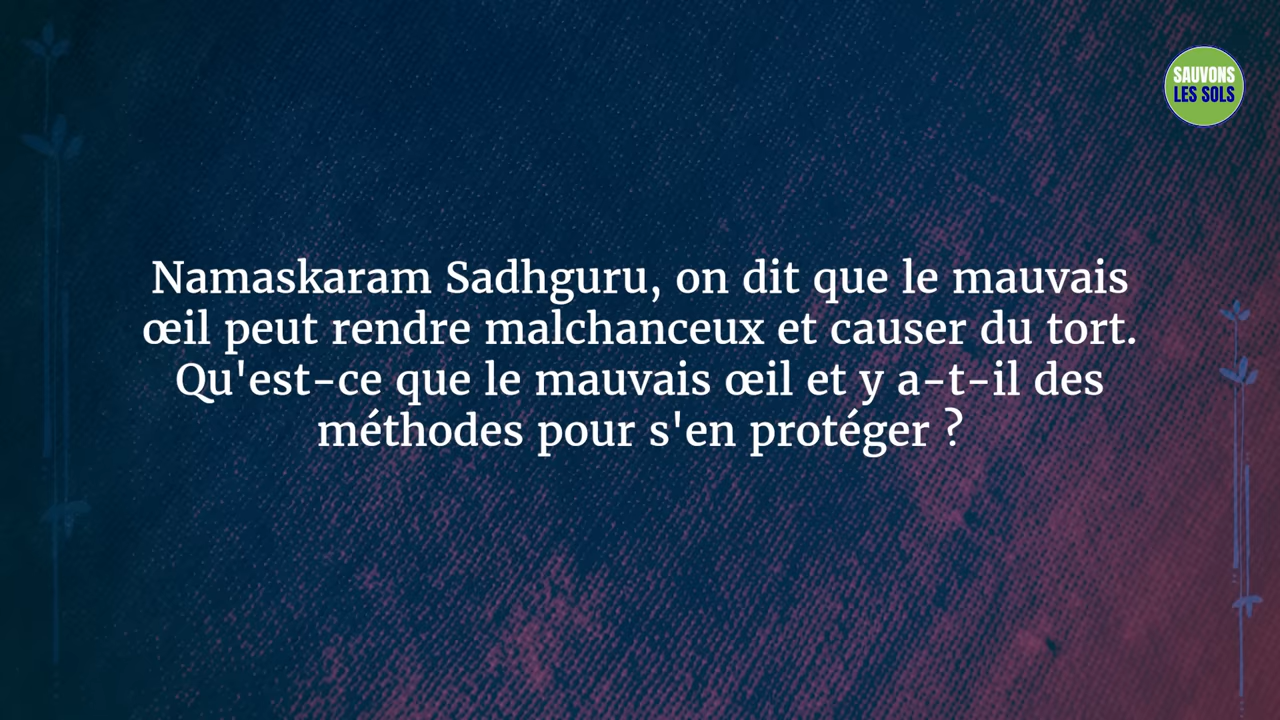 SAUVONS
LES SOLS
Namaskaram Sadhguru, on dit que le mauvais
œil peut rendre malchanceux et causer du tort.
Qu'est-ce que le mauvais œil et y a-t-il des
méthodes pour s'en protéger ?